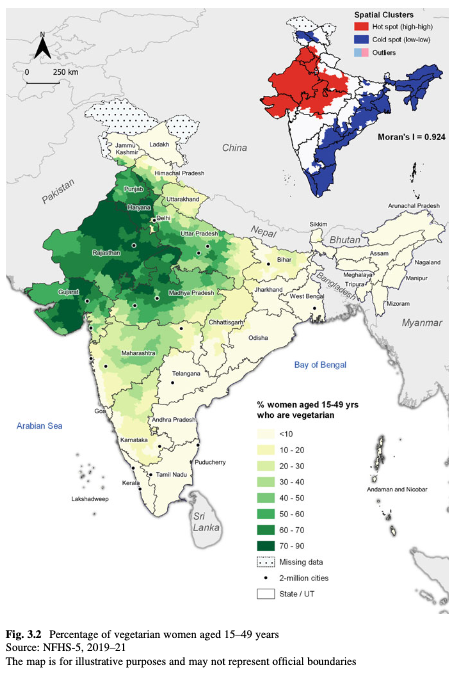 Spatial Clusters
Hot spot (high-high)
Cold spot (low-low)
Outliers
N
0 250 km
Moran's I = 0.924
China
Pakistan
Nepal
Bhutan
Bangladesh
Myanmar
Sri
Lanka
Arabian Sea
Bay of Bengal
Jammu
Kashmir
Ladakh
Himachal Pradesh
Punjab
Uttarakhand
Haryana
Delhi
Rajasthan
Uttar Pradesh
Bihar
Sikkim
Arunachal Pradesh
Assam
Nagaland
Meghalaya
Manipur
Tripura
Mizoram
Gujarat
Madhya Pradesh
Jharkhand
West Bengal
Chhattisgarh
Odisha
Maharashtra
Telangana
Goa
Andhra Pradesh
Karnataka
Puducherry
Tamil Nadu
Kerala
Lakshadweep
Andaman and Nicobar
% women aged 15-49 yrs
who are vegetarian
<10
10 - 20
20 - 30
30 - 40
40 - 50
50 - 60
60 - 70
70 - 90
Missing data
2-million cities
State / UT
Fig. 3.2 Percentage of vegetarian women aged 15–49 years
Source: NFHS-5, 2019–21
The map is for illustrative purposes and may not represent official boundaries